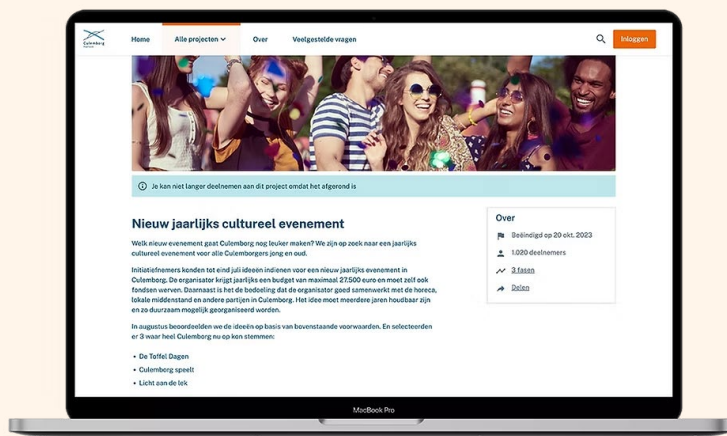 Culemborg
Home
Alle projecten
Over
Veelgestelde vragen
Inloggen
Je kan niet langer deelnemen aan dit project omdat het afgerond is
Nieuw jaarlijks cultureel evenement
Welk nieuw evenement gaat Culemborg nog leuker maken? We zijn op zoek naar een jaarlijks
cultureel evenement voor alle Culemborgers jong en oud.
Initiatiefnemers konden tot eind juli ideeën indienen voor een nieuw jaarlijks evenement in
Culemborg. De organisator krijgt jaarlijks een budget van maximaal 27.500 euro en moet zelf ook
fondsen werven. Daarnaast is het de bedoeling dat de organisator goed samenwerkt met de horeca,
lokale middenstand en andere partijen in Culemborg. Het idee moet meerdere jaren houdbaar zijn
en zo duurzaam mogelijk georganiseerd worden.
In augustus beoordeelden we de ideeën op basis van bovenstaande voorwaarden. En selecteerden
er 3 waar heel Culemborg nu op kon stemmen:
• De Toffel Dagen
• Culemborg speelt
• Licht aan de lek
Over
Beëindigd op 20 okt. 2023
1.020 deelnemers
3 fasen
Delen
MacBook Pro